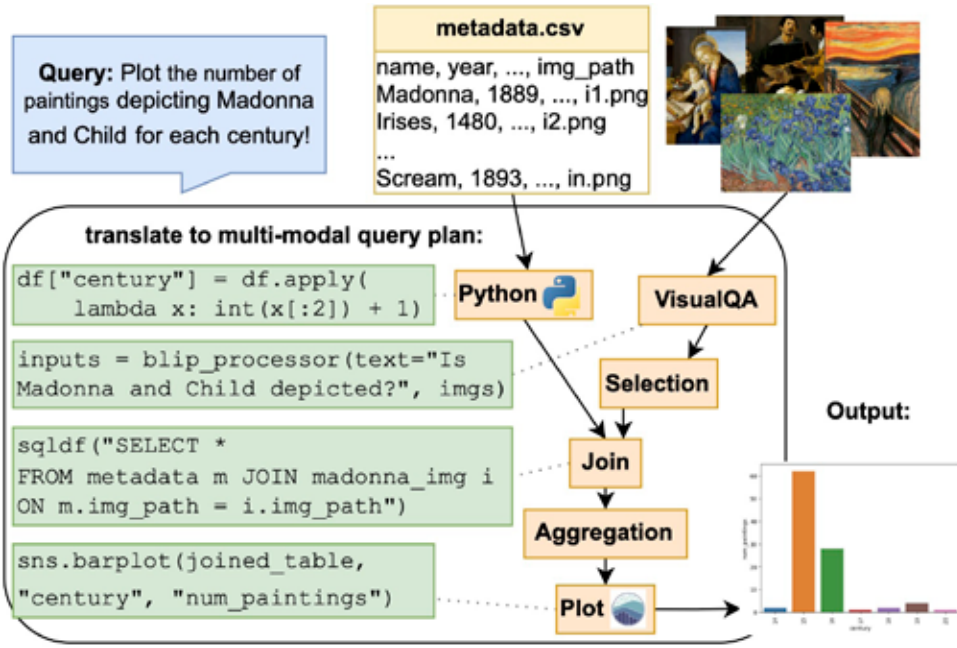 Query: Plot the number of
paintings depicting Madonna
and Child for each century!
metadata.csv
name, year, ..., img_path
Madonna, 1889, ..., i1.png
Irises, 1480, ..., i2.png
...
Scream, 1893, ..., in.png
translate to multi-modal query plan:
df["century"] = df.apply(
lambda x: int(x[:2]) + 1)
Python
VisualQA
inputs = blip_processor(text="Is
Madonna and Child depicted?", imgs)
Selection
sqldf("SELECT *
FROM metadata m JOIN madonna_img i
ON m.img_path = i.img_path")
Join
Aggregation
sns.barplot(joined_table,
"century", "num_paintings")
Plot
Output:
num_paintings
century